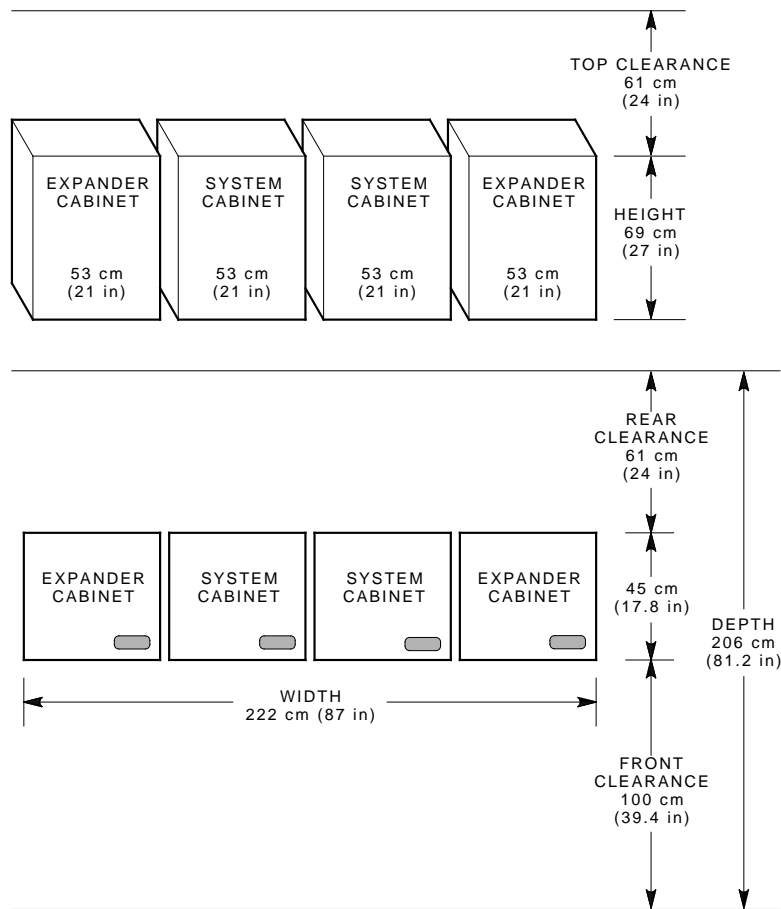 TOP CLEARANCE
61 cm
(24 in)
EXPANDER
CABINET
53 cm
(21 in)
SYSTEM
CABINET
53 cm
(21 in)
SYSTEM
CABINET
53 cm
(21 in)
EXPANDER
CABINET
53 cm
(21 in)
HEIGHT
69 cm
(27 in)
REAR
CLEARANCE
61 cm
(24 in)
EXPANDER
CABINET
SYSTEM
CABINET
SYSTEM
CABINET
EXPANDER
CABINET
45 cm
(17.8 in)
DEPTH
206 cm
(81.2 in)
WIDTH
222 cm (87 in)
FRONT
CLEARANCE
100 cm
(39.4 in)